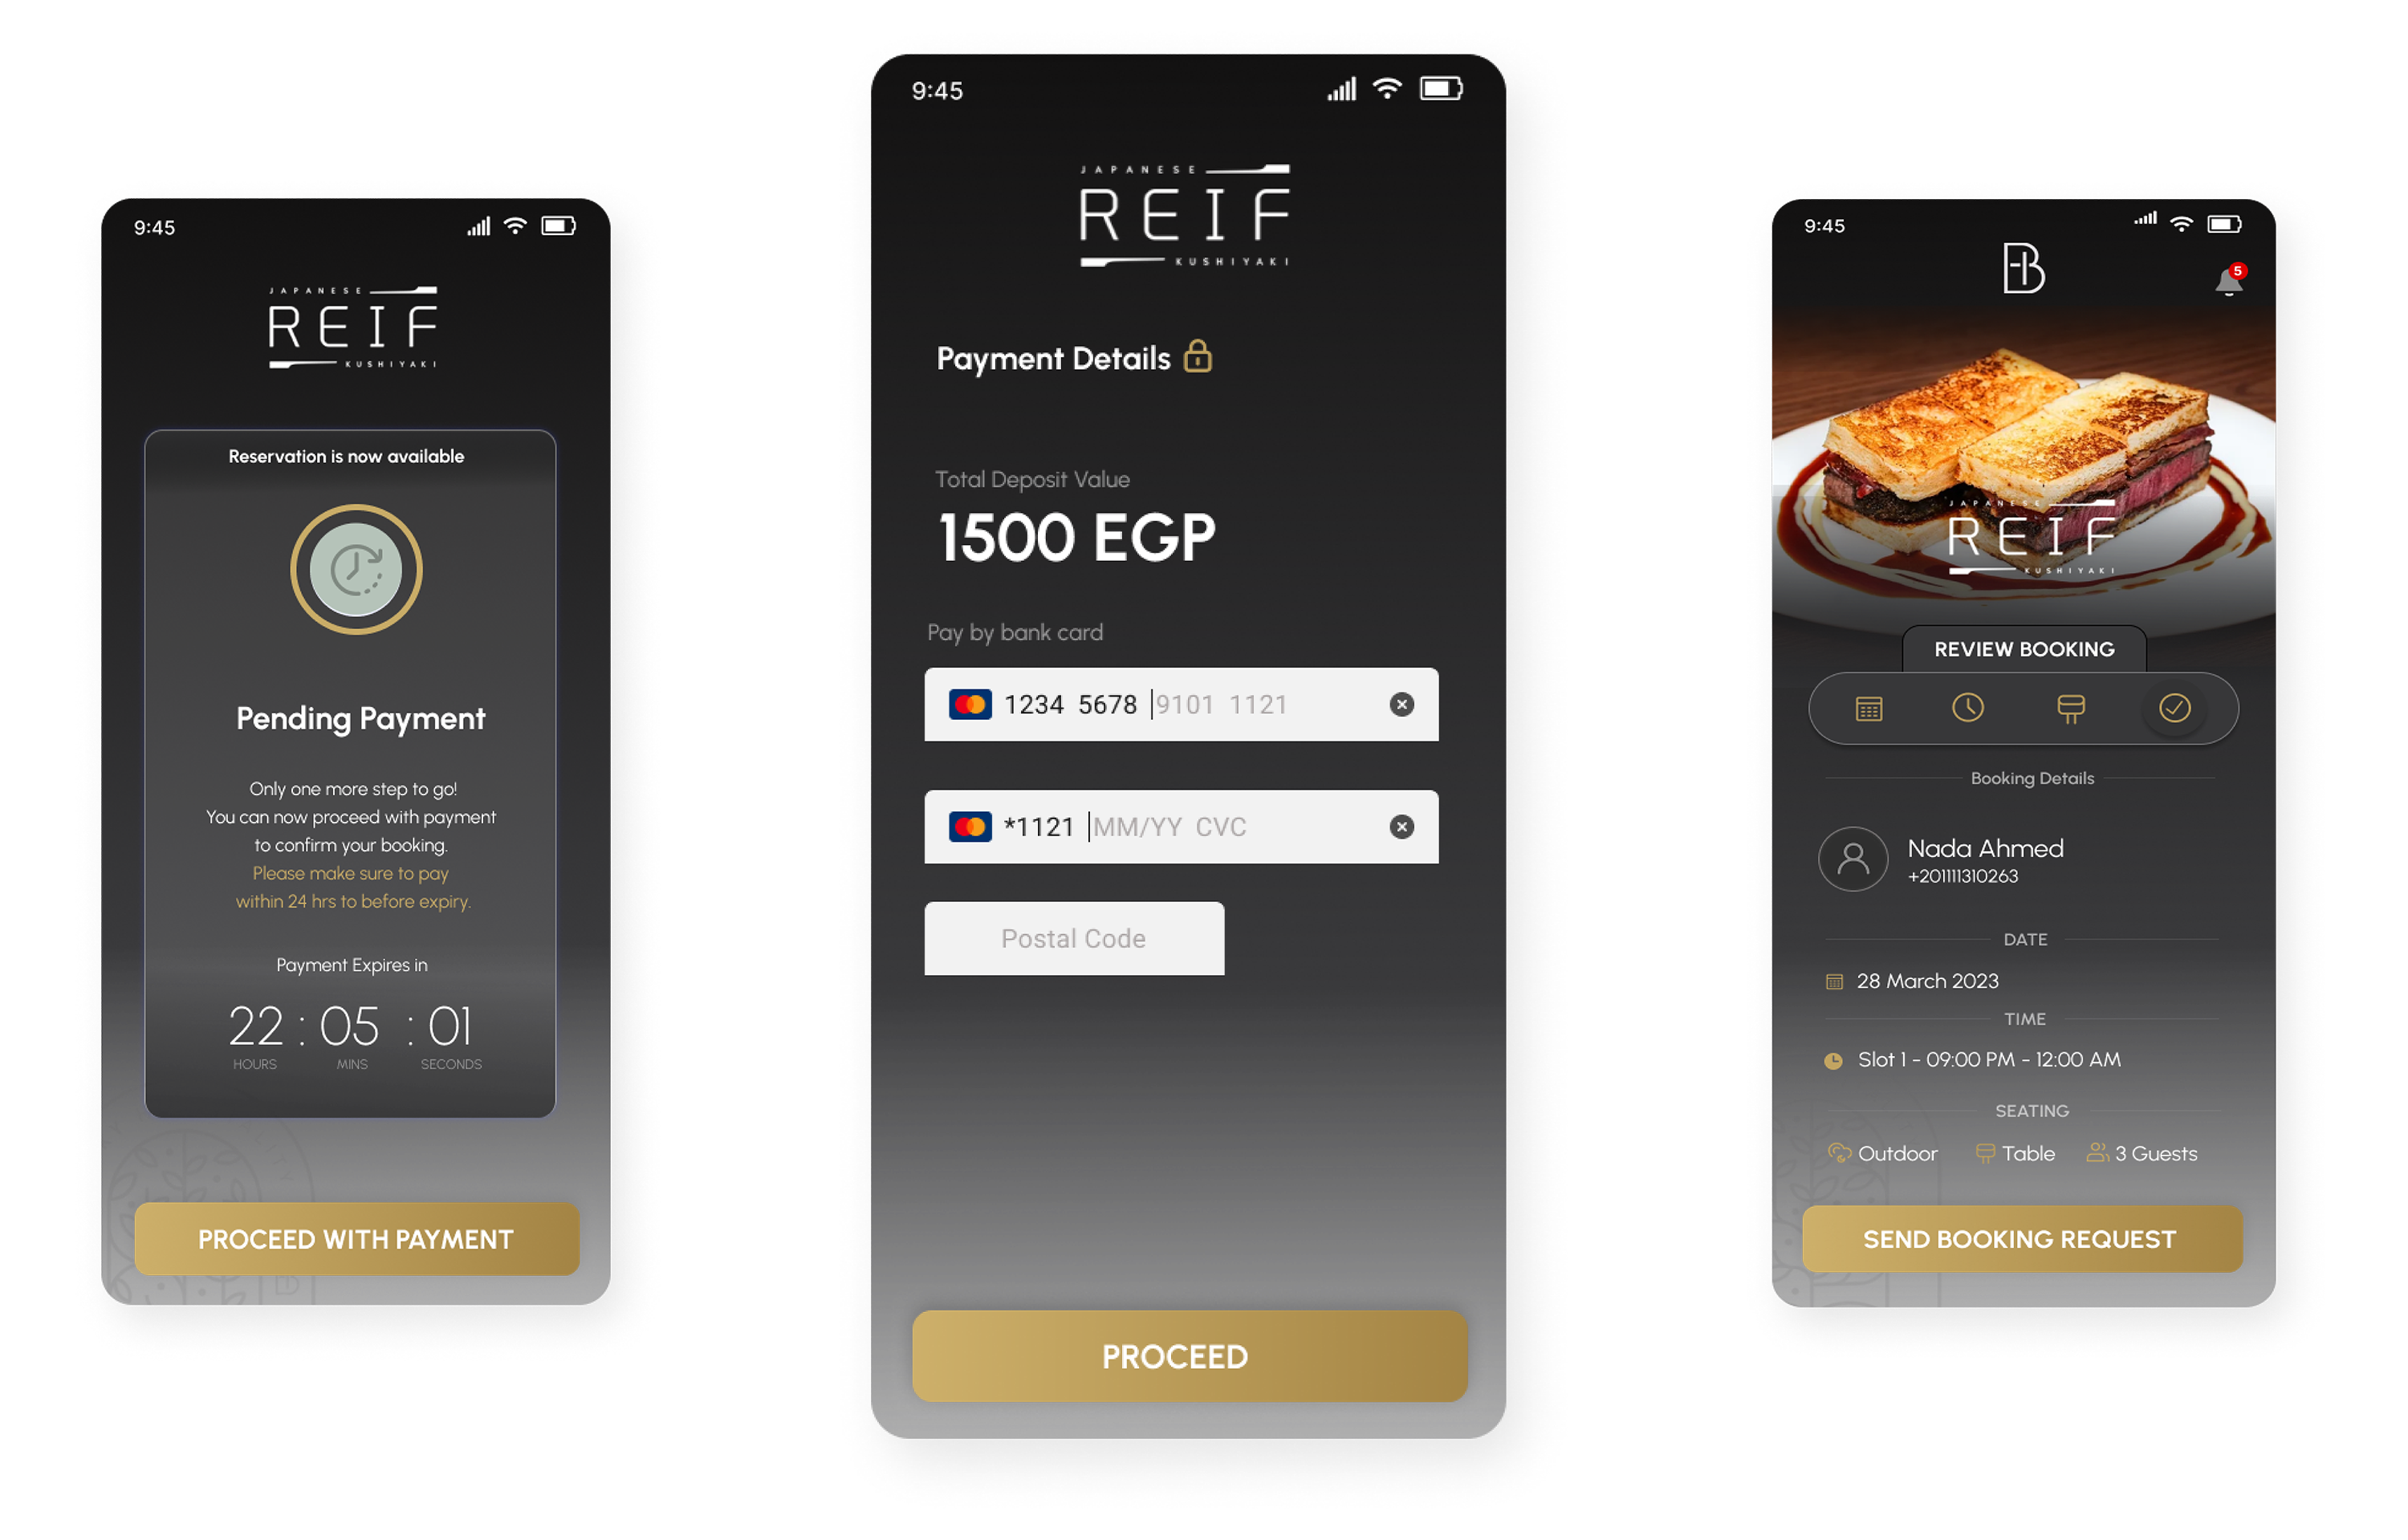 9:45
JAPANESE
REIF
KUSHIYAKI
Reservation is now available
Pending Payment
Only one more step to go!
You can now proceed with payment
to confirm your booking.
Please make sure to pay
within 24 hrs to before expiry.
Payment Expires in
22 : 05 : 01
HOURS MINS SECONDS
PROCEED WITH PAYMENT
9:45
JAPANESE
REIF
KUSHIYAKI
Payment Details
Total Deposit Value
1500 EGP
Pay by bank card
1234 5678 9101 1121
*1121 MM/YY CVC
Postal Code
PROCEED
9:45
B
5
JAPANESE
REIF
KUSHIYAKI
REVIEW BOOKING
Booking Details
Nada Ahmed
+201111310263
DATE
28 March 2023
TIME
Slot 1 - 09:00 PM - 12:00 AM
SEATING
Outdoor Table 3 Guests
SEND BOOKING REQUEST